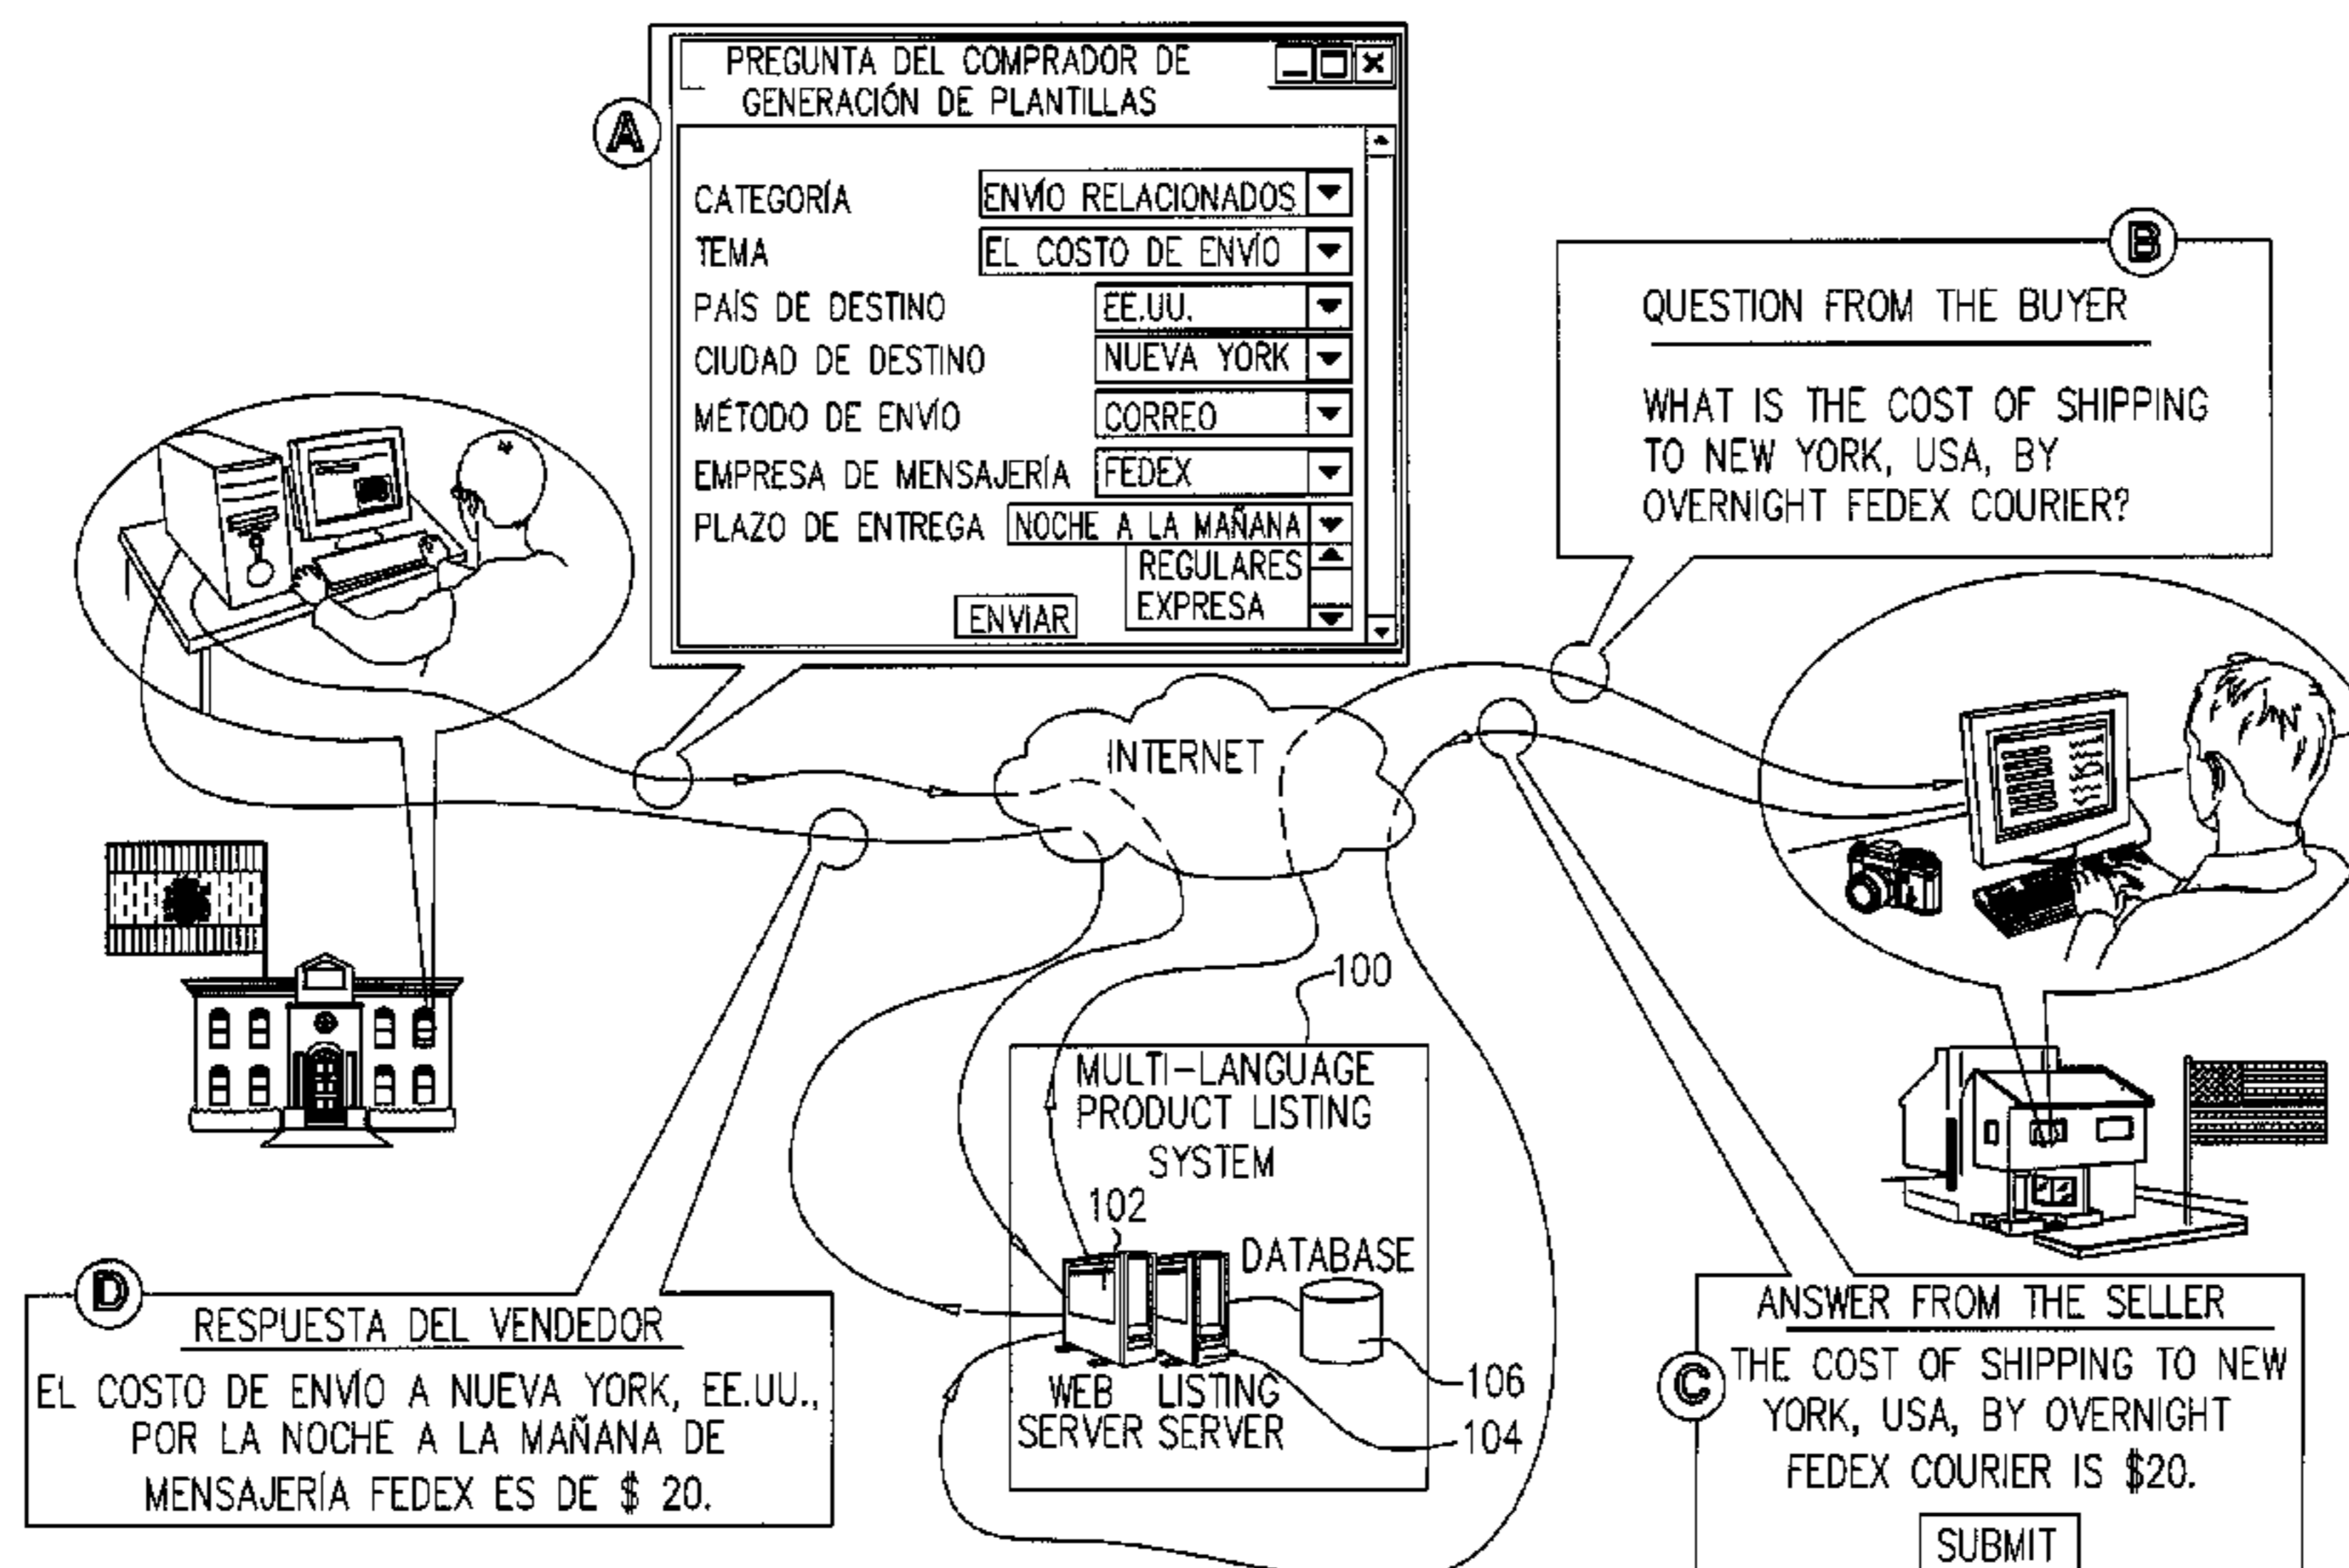 A
PREGUNTA DEL COMPRADOR DE
GENERACIÓN DE PLANTILLAS
CATEGORÍA ENVÍO RELACIONADOS
TEMA EL COSTO DE ENVÍO
PAÍS DE DESTINO EE.UU.
CIUDAD DE DESTINO NUEVA YORK
MÉTODO DE ENVÍO CORREO
EMPRESA DE MENSAJERÍA FEDEX
PLAZO DE ENTREGA NOCHE A LA MAÑANA
REGULARES
EXPRESA
ENVIAR
B
QUESTION FROM THE BUYER
WHAT IS THE COST OF SHIPPING
TO NEW YORK, USA, BY
OVERNIGHT FEDEX COURIER?
INTERNET
100
MULTI-LANGUAGE
PRODUCT LISTING
SYSTEM
102
DATABASE
WEB
SERVER
LISTING
SERVER
106
104
C
ANSWER FROM THE SELLER
THE COST OF SHIPPING TO NEW
YORK, USA, BY OVERNIGHT
FEDEX COURIER IS $20.
SUBMIT
D
RESPUESTA DEL VENDEDOR
EL COSTO DE ENVÍO A NUEVA YORK, EE.UU.,
POR LA NOCHE A LA MAÑANA DE
MENSAJERÍA FEDEX ES DE $ 20.